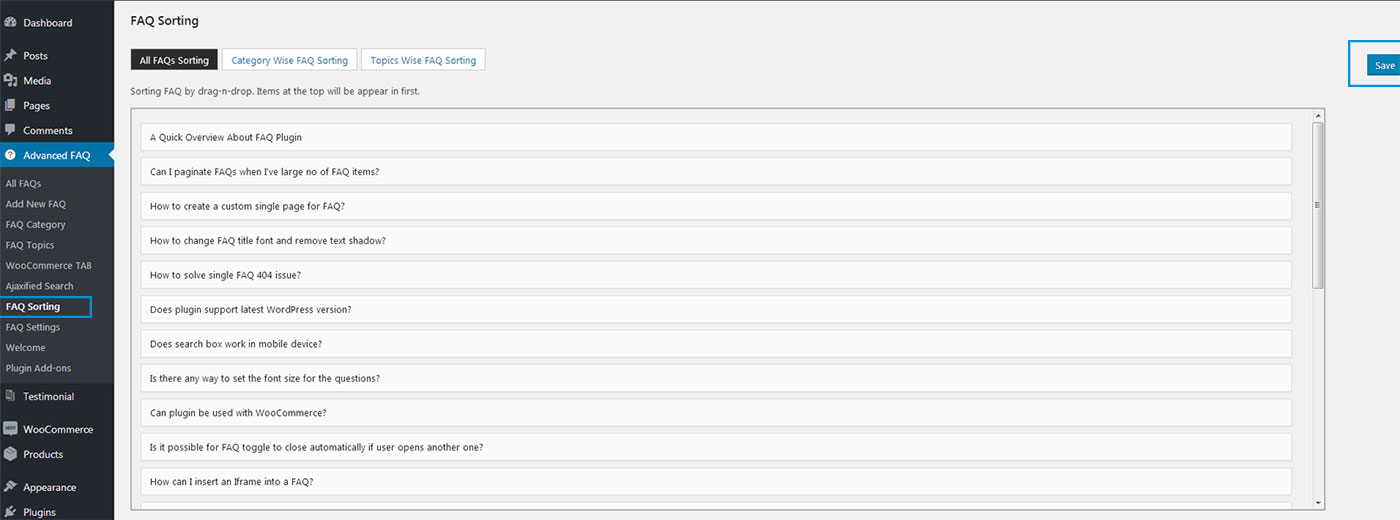 Dashboard
Posts
Media
Pages
Comments
Advanced FAQ
All FAQs
Add New FAQ
FAQ Category
FAQ Topics
WooCommerce TAB
Ajaxified Search
FAQ Sorting
FAQ Settings
Welcome
Plugin Add-ons
Testimonial
WooCommerce
Products
Appearance
Plugins
FAQ Sorting
All FAQs Sorting
Category Wise FAQ Sorting
Topics Wise FAQ Sorting
Save
Sorting FAQ by drag-n-drop. Items at the top will be appear in first.
A Quick Overview About FAQ Plugin
Can I paginate FAQs when I've large no of FAQ items?
How to create a custom single page for FAQ?
How to change FAQ title font and remove text shadow?
How to solve single FAQ 404 issue?
Does plugin support latest WordPress version?
Does search box work in mobile device?
Is there any way to set the font size for the questions?
Can plugin be used with WooCommerce?
Is it possible for FAQ toggle to close automatically if user opens another one?
How can I insert an Iframe into a FAQ?